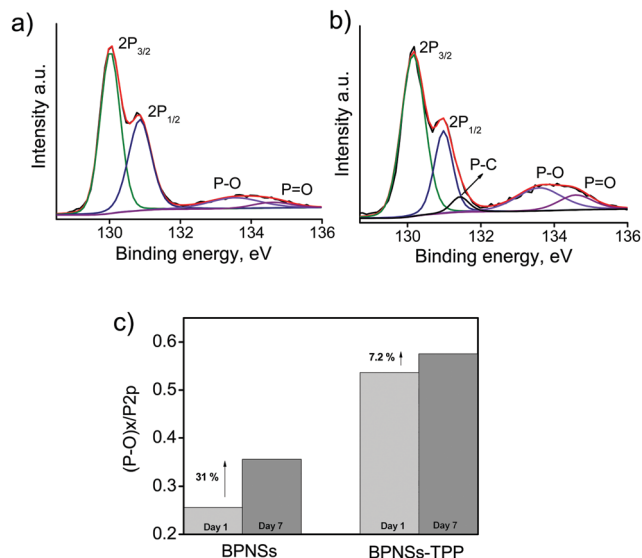 a)
2P3/2
2P1/2
P-O
P=O
Intensity a.u.
130
132
134
136
Binding energy, eV
b)
2P3/2
2P1/2
P-C
P-O
P=O
Intensity a.u.
130
132
134
136
Binding energy, eV
c)
(P-O)x/P2p
0.6
0.5
0.4
0.3
0.2
31 %
7.2 %
Day 1
Day 7
Day 1
Day 7
BPNSs
BPNSs-TPP